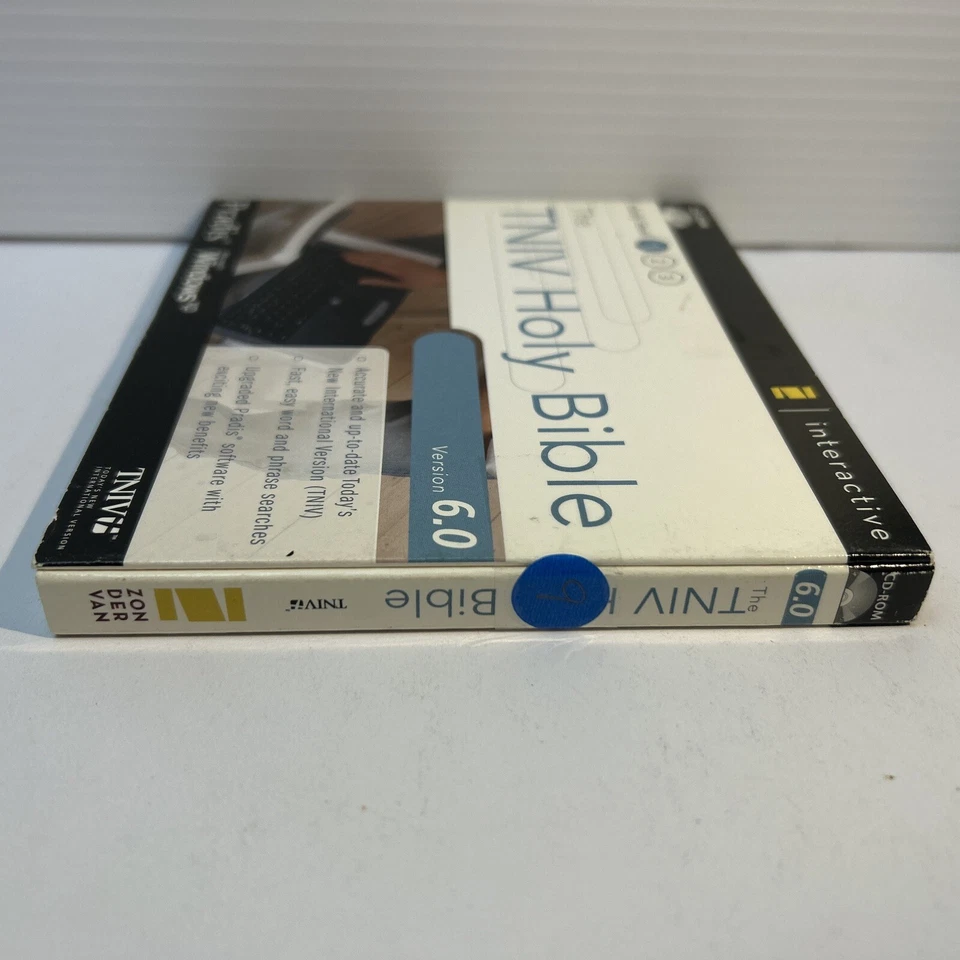 interactive
The
TNIV Holy Bible
Version 6.0
Accurate and up-to-date Today's
New International Version (TNIV)
Fast, easy word and phrase searches
Upgraded Pradis® software with
exciting new benefits
TNIV™
TODAY'S NEW
INTERNATIONAL VERSION
CD-ROM
6.0
The
TNIV
Bible
TNIV
ZON
DER
VAN